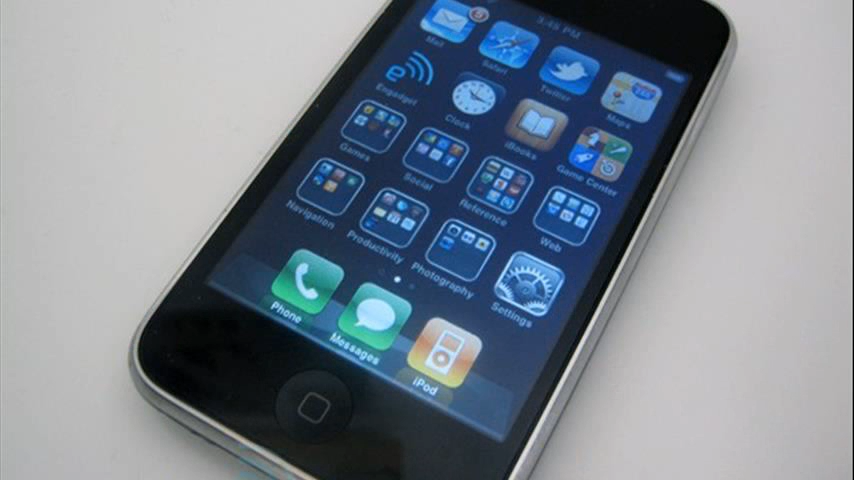 3:45 PM
Mail
5
Safari
Twitter
Maps
Engadget
Clock
iBooks
Game Center
Games
Social
Reference
Web
Navigation
Productivity
Photography
Settings
Phone
Messages
iPod